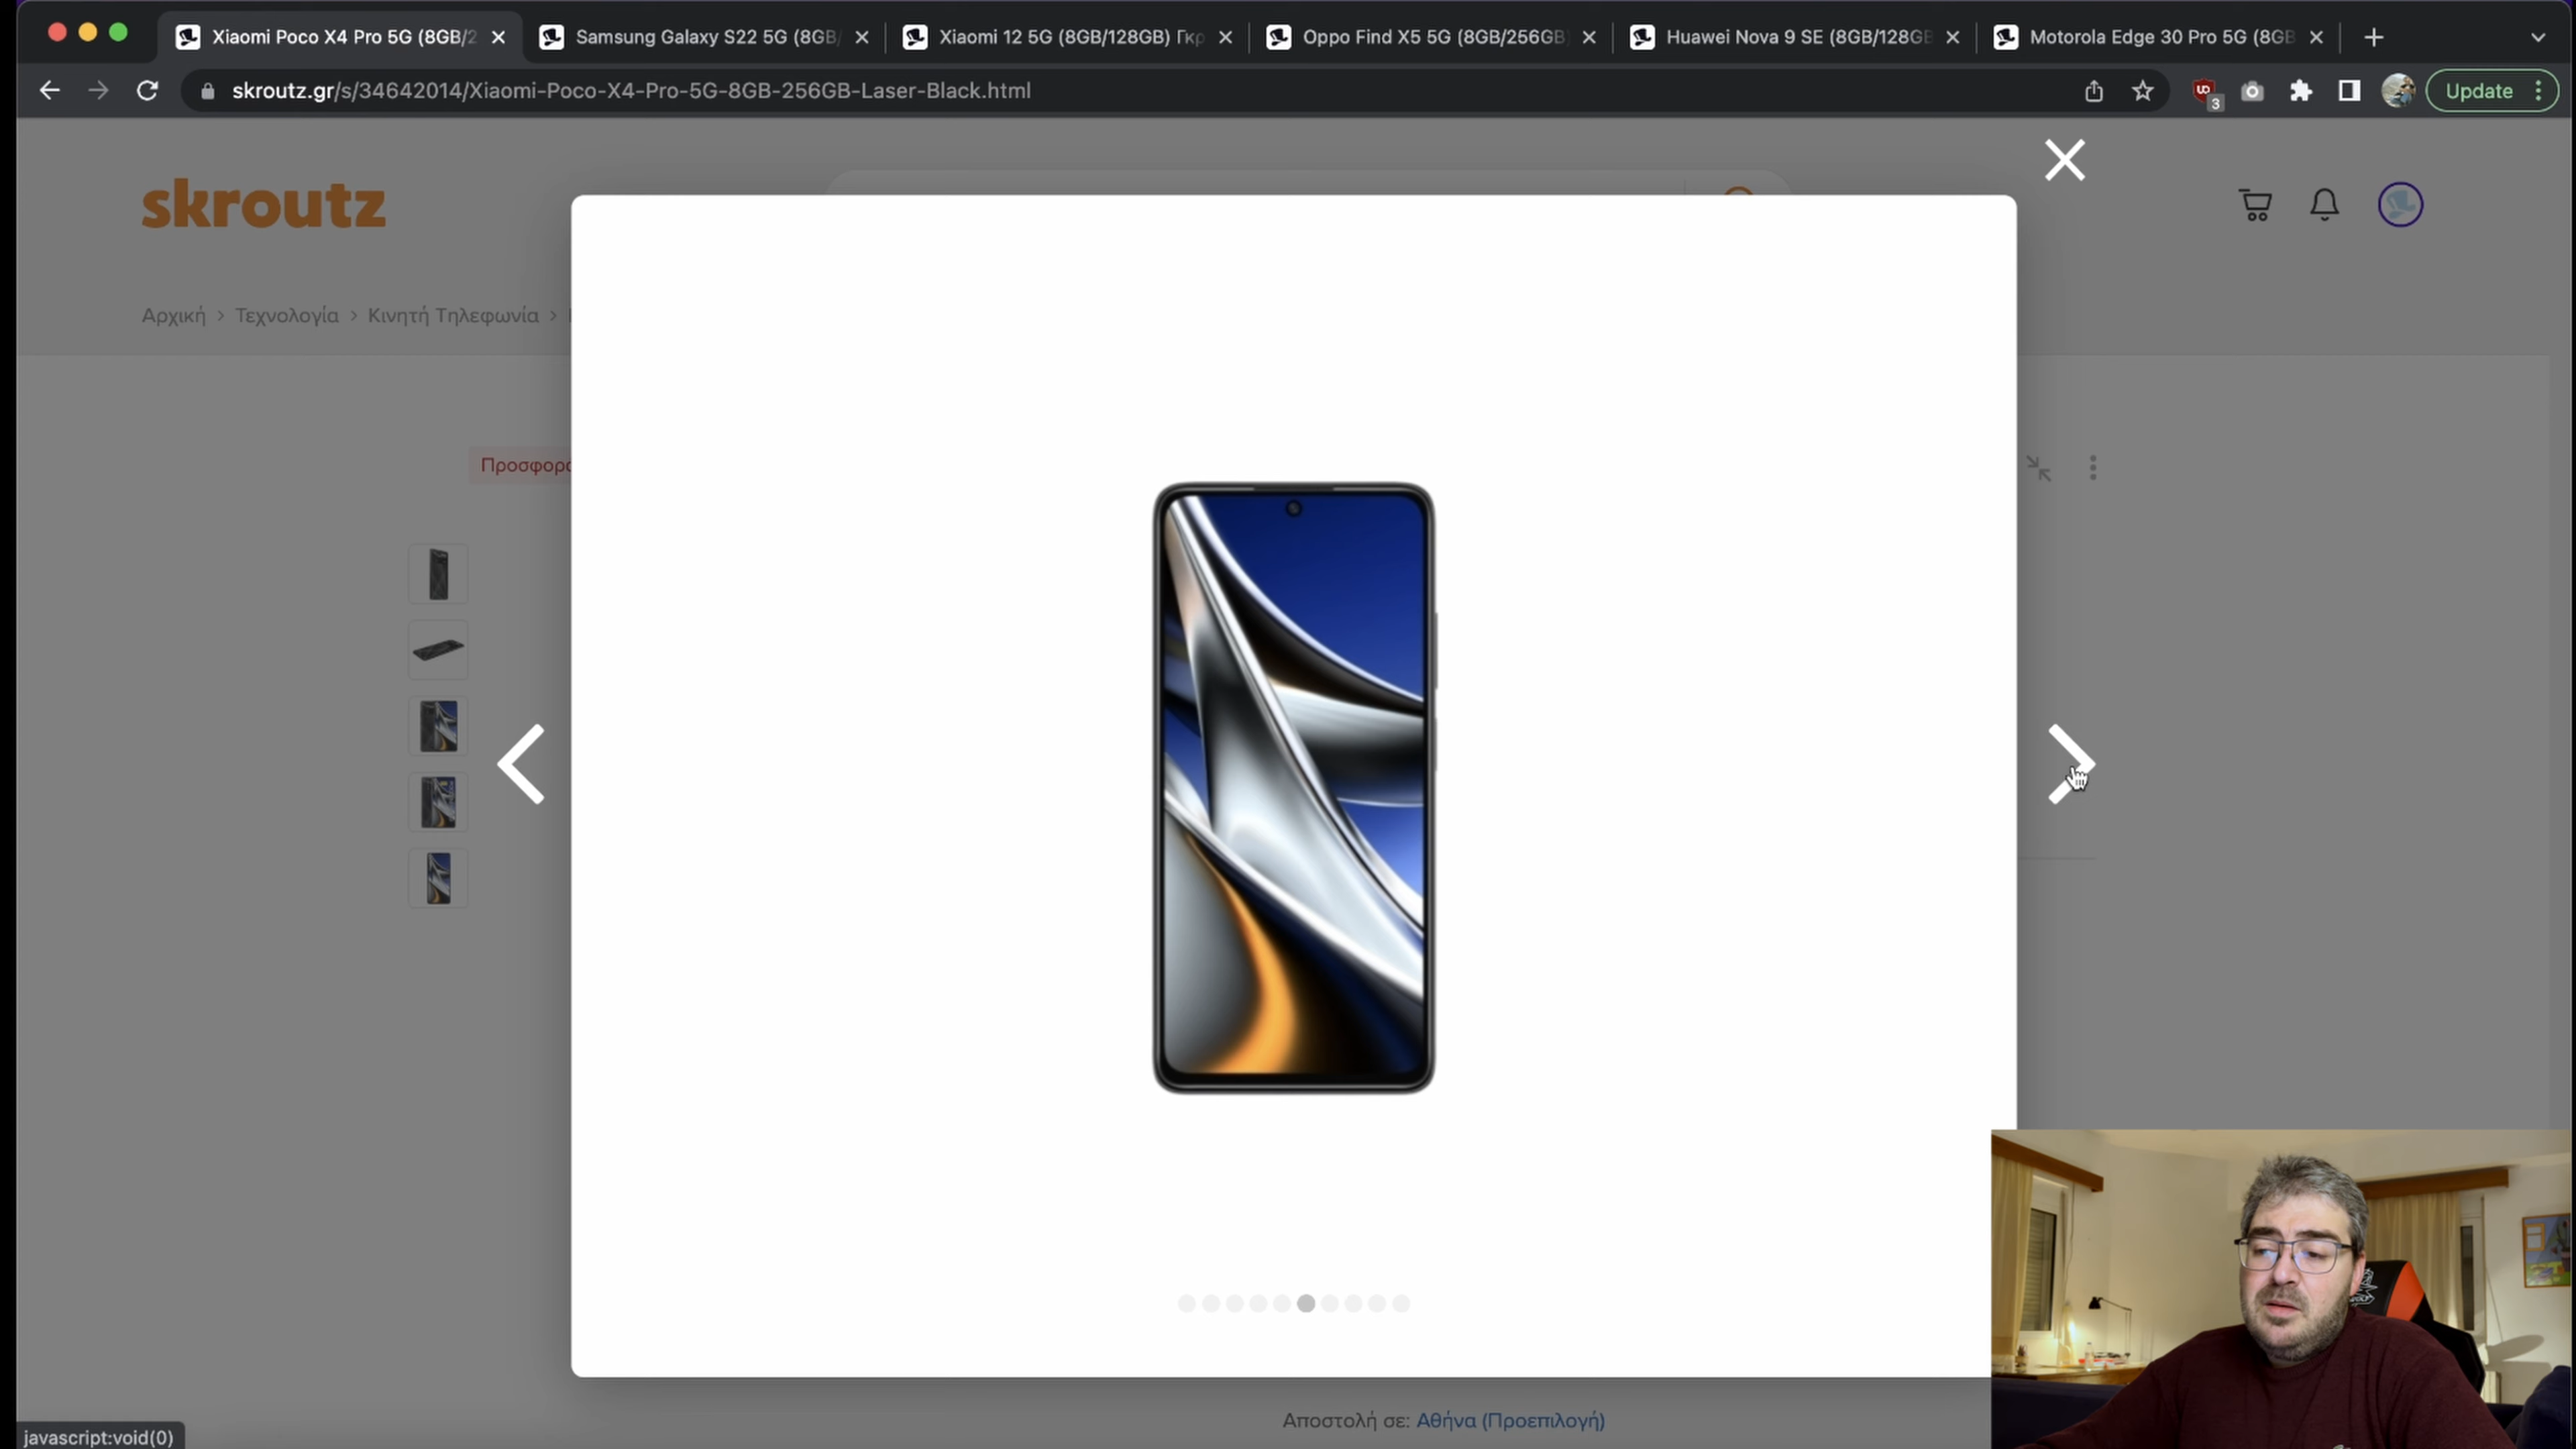 Xiaomi Poco X4 Pro 5G (8GB/2
Samsung Galaxy S22 5G (8GB/
Xiaomi 12 5G (8GB/128GB) Γκρ
Oppo Find X5 5G (8GB/256GB
Huawei Nova 9 SE (8GB/128GB
Motorola Edge 30 Pro 5G (8GB
skroutz.gr/s/34642014/Xiaomi-Poco-X4-Pro-5G-8GB-256GB-Laser-Black.html
3
Update
skroutz
Αρχική > Τεχνολογία > Κινητή Τηλεφωνία >
Προσφορά
Αποστολή σε: Αθήνα (Προεπιλογή)
javascript:void(0)